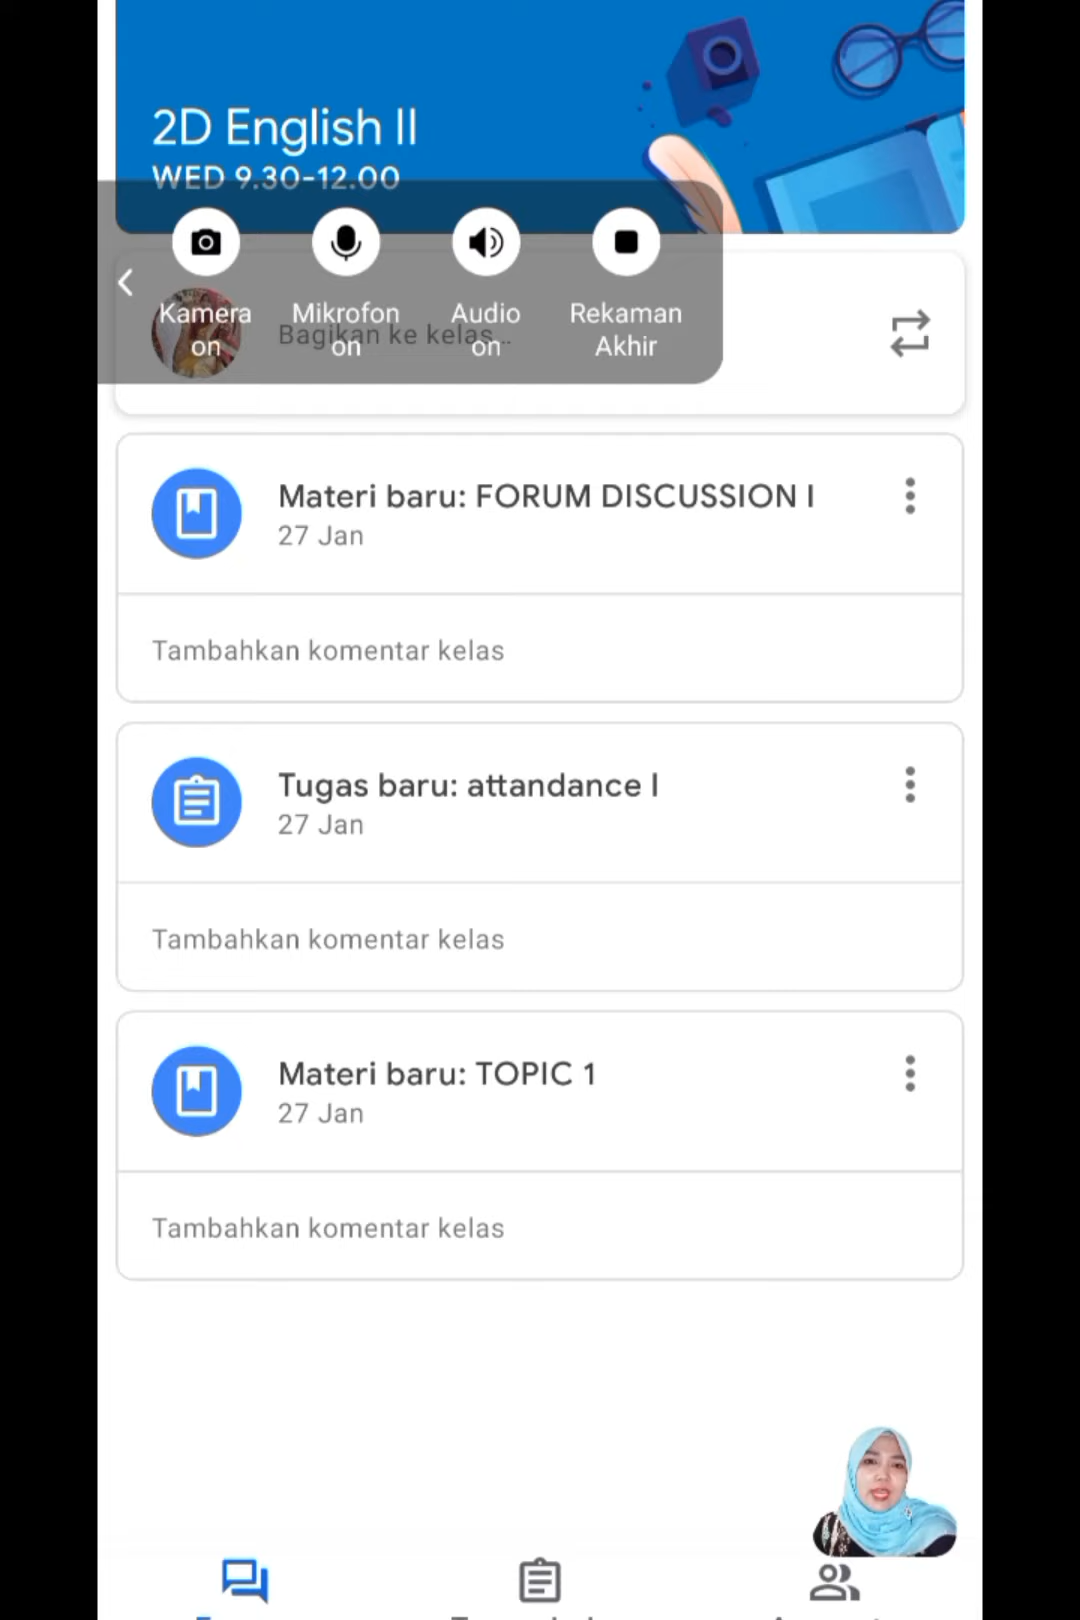 2D English II
WED 9.30-12.00
Kamera on
Mikrofon on
Audio on
Rekaman Akhir
Bagikan ke kelas...
Materi baru: FORUM DISCUSSION I
27 Jan
Tambahkan komentar kelas
Tugas baru: attandance I
27 Jan
Tambahkan komentar kelas
Materi baru: TOPIC 1
27 Jan
Tambahkan komentar kelas